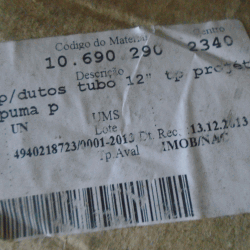 Código do Material Centro
10.690.290 2340
Descrição
p/dutos tubo 12" tp projét
puma p
UN UMS
Lote
4940218723/0001-2013 Dt. Rec. 13.12.2013
Tp Aval IMOB/NAC